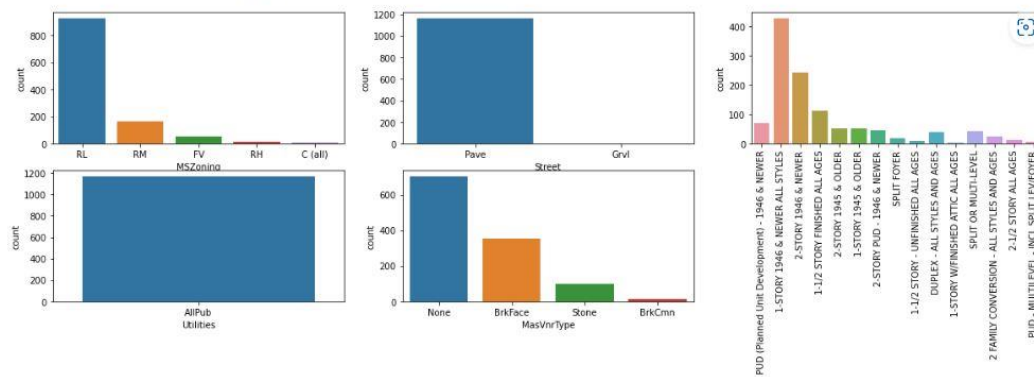 800
600
400
200
0
count
RL RM FV RH C (all)
MSZoning
1200
1000
800
600
400
200
0
count
Pave Grvl
Street
400
300
200
100
0
count
PUD (Planned Unit Development) - 1946 & NEWER
1-STORY 1946 & NEWER ALL STYLES
2-STORY 1946 & NEWER
1-1/2 STORY FINISHED ALL AGES
2-STORY 1945 & OLDER
1-STORY 1945 & OLDER
2-STORY PUD - 1946 & NEWER
SPLIT FOYER
1-1/2 STORY - UNFINISHED ALL AGES
DUPLEX - ALL STYLES AND AGES
1-STORY W/FINISHED ATTIC ALL AGES
SPLIT OR MULTI-LEVEL
2 FAMILY CONVERSION - ALL STYLES AND AGES
2-1/2 STORY ALL AGES
PUD - MULTILEVEL - INCL SPLIT LEV/FOYER
1200
1000
800
600
400
200
0
count
AllPub
Utilities
600
400
200
0
count
None BrkFace Stone BrkCmn
MasVnrType